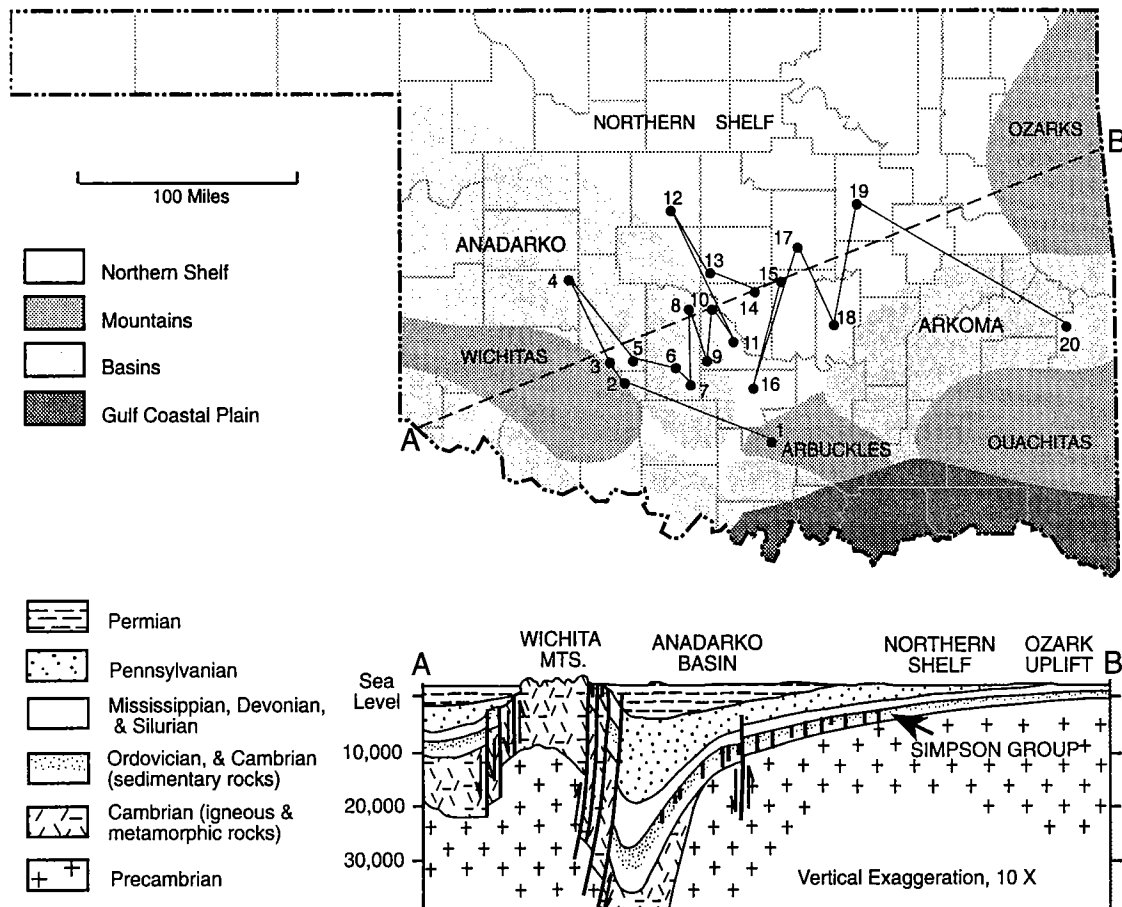 NORTHERN SHELF
OZARKS
B
100 Miles
12
19
17
ANADARKO
13
15
4
14
8
10
18
ARKOMA
20
Northern Shelf
Mountains
Basins
Gulf Coastal Plain
WICHITAS
5
6
11
3
9
2
7
16
A
1
ARBUCKLES
OUACHITAS
Permian
Pennsylvanian
Mississippian, Devonian,
& Silurian
Ordovician, & Cambrian
(sedimentary rocks)
Cambrian (igneous &
metamorphic rocks)
Precambrian
A
WICHITA
MTS.
ANADARKO
BASIN
NORTHERN
SHELF
OZARK
UPLIFT
B
Sea
Level
10,000
20,000
30,000
SIMPSON GROUP
Vertical Exaggeration, 10 X